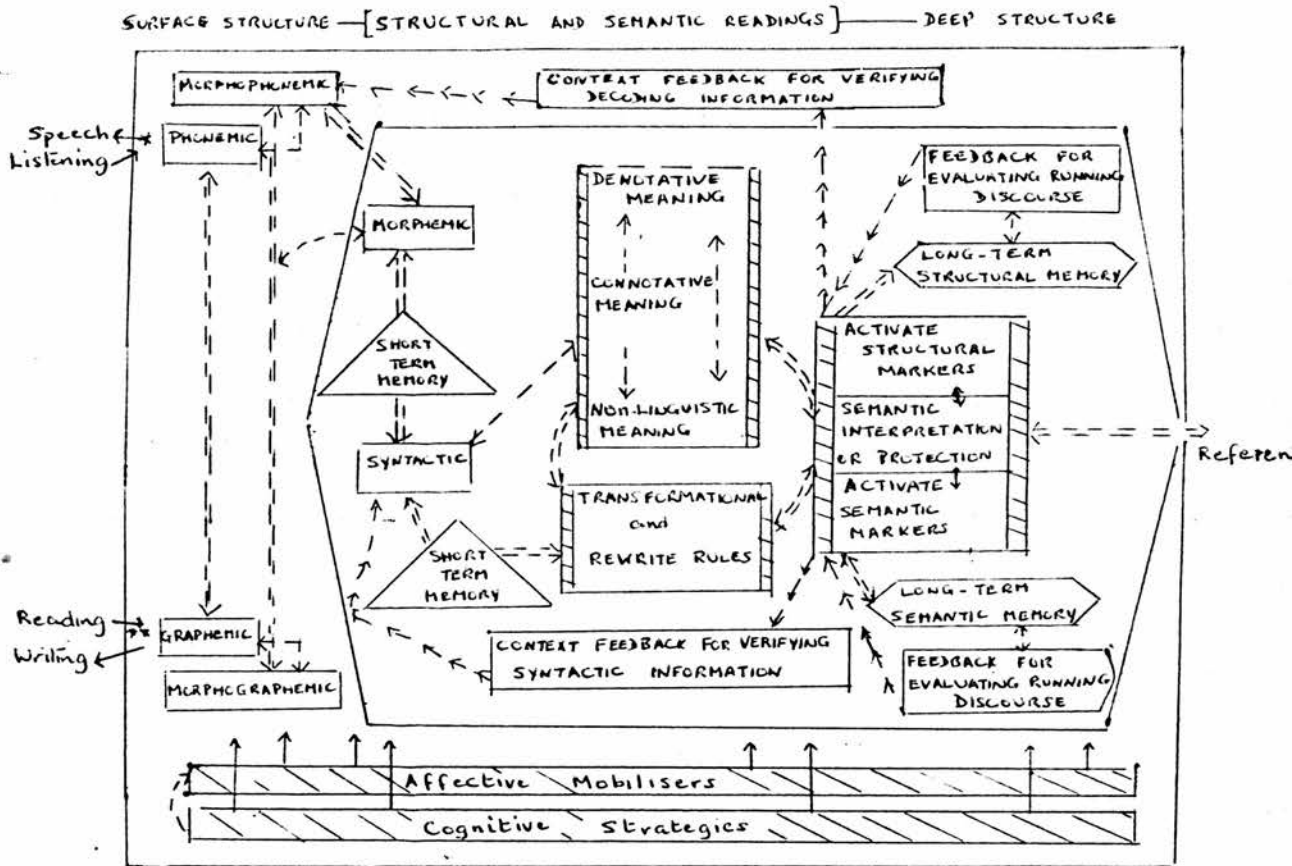 SURFACE STRUCTURE — [STRUCTURAL AND SEMANTIC READINGS] — DEEP STRUCTURE
MORPHOPHONEMIC
CONTEXT FEEDBACK FOR VERIFYING
DECODING INFORMATION
Speech
Listening
PHONEMIC
MORPHEMIC
SHORT
TERM
MEMORY
SYNTACTIC
SHORT
TERM
MEMORY
DENOTATIVE
MEANING
CONNOTATIVE
MEANING
NON-LINGUISTIC
MEANING
TRANSFORMATIONAL
and
REWRITE RULES
FEEDBACK FOR
EVALUATING RUNNING
DISCOURSE
LONG-TERM
STRUCTURAL MEMORY
ACTIVATE
STRUCTURAL
MARKERS
SEMANTIC
INTERPRETATION
OR PROTECTION
ACTIVATE
SEMANTIC
MARKERS
Referen
LONG-TERM
SEMANTIC MEMORY
FEEDBACK FOR
EVALUATING RUNNING
DISCOURSE
CONTEXT FEEDBACK FOR VERIFYING
SYNTACTIC INFORMATION
Reading
Writing
GRAPHEMIC
MORPHOGRAPHEMIC
Affective Mobilisers
Cognitive Strategics